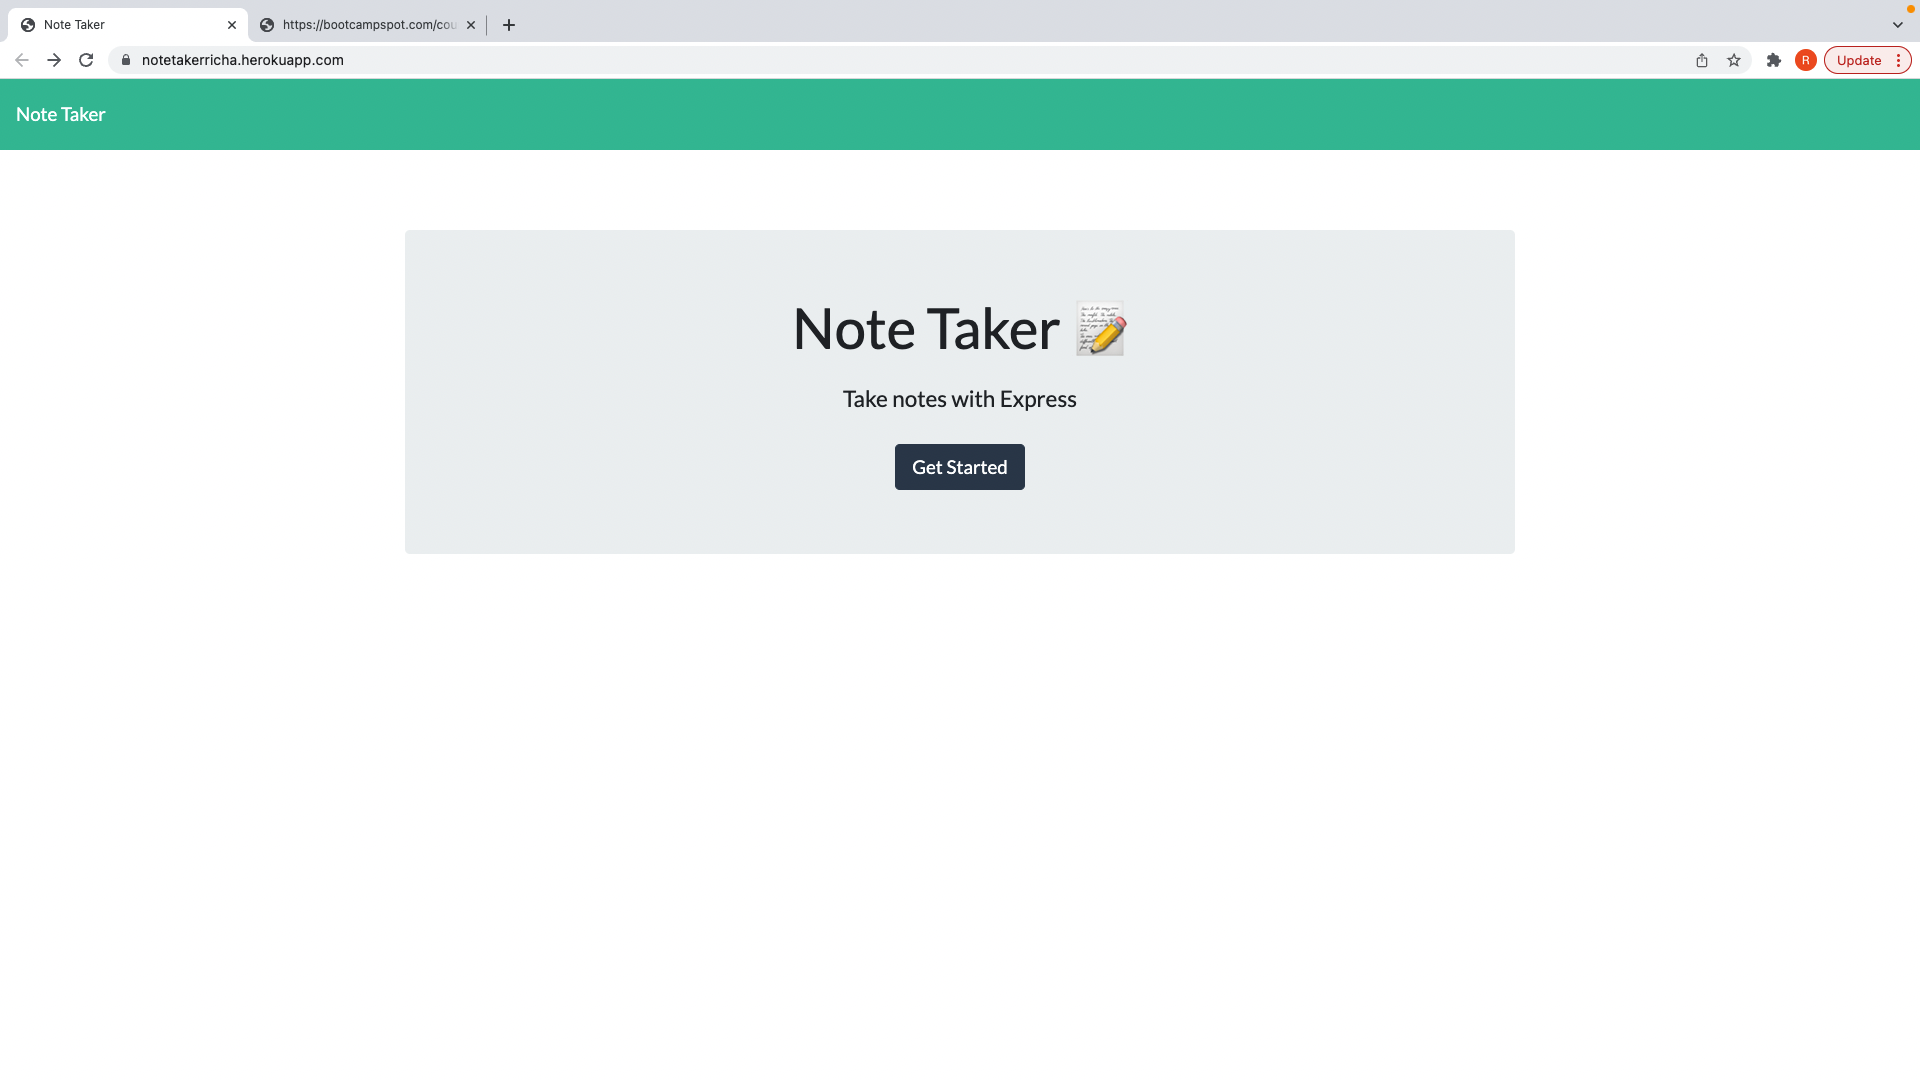 Note Taker
https://bootcampspot.com/cou
notetakerricha.herokuapp.com
R
Update
Note Taker
Note Taker
Take notes with Express
Get Started